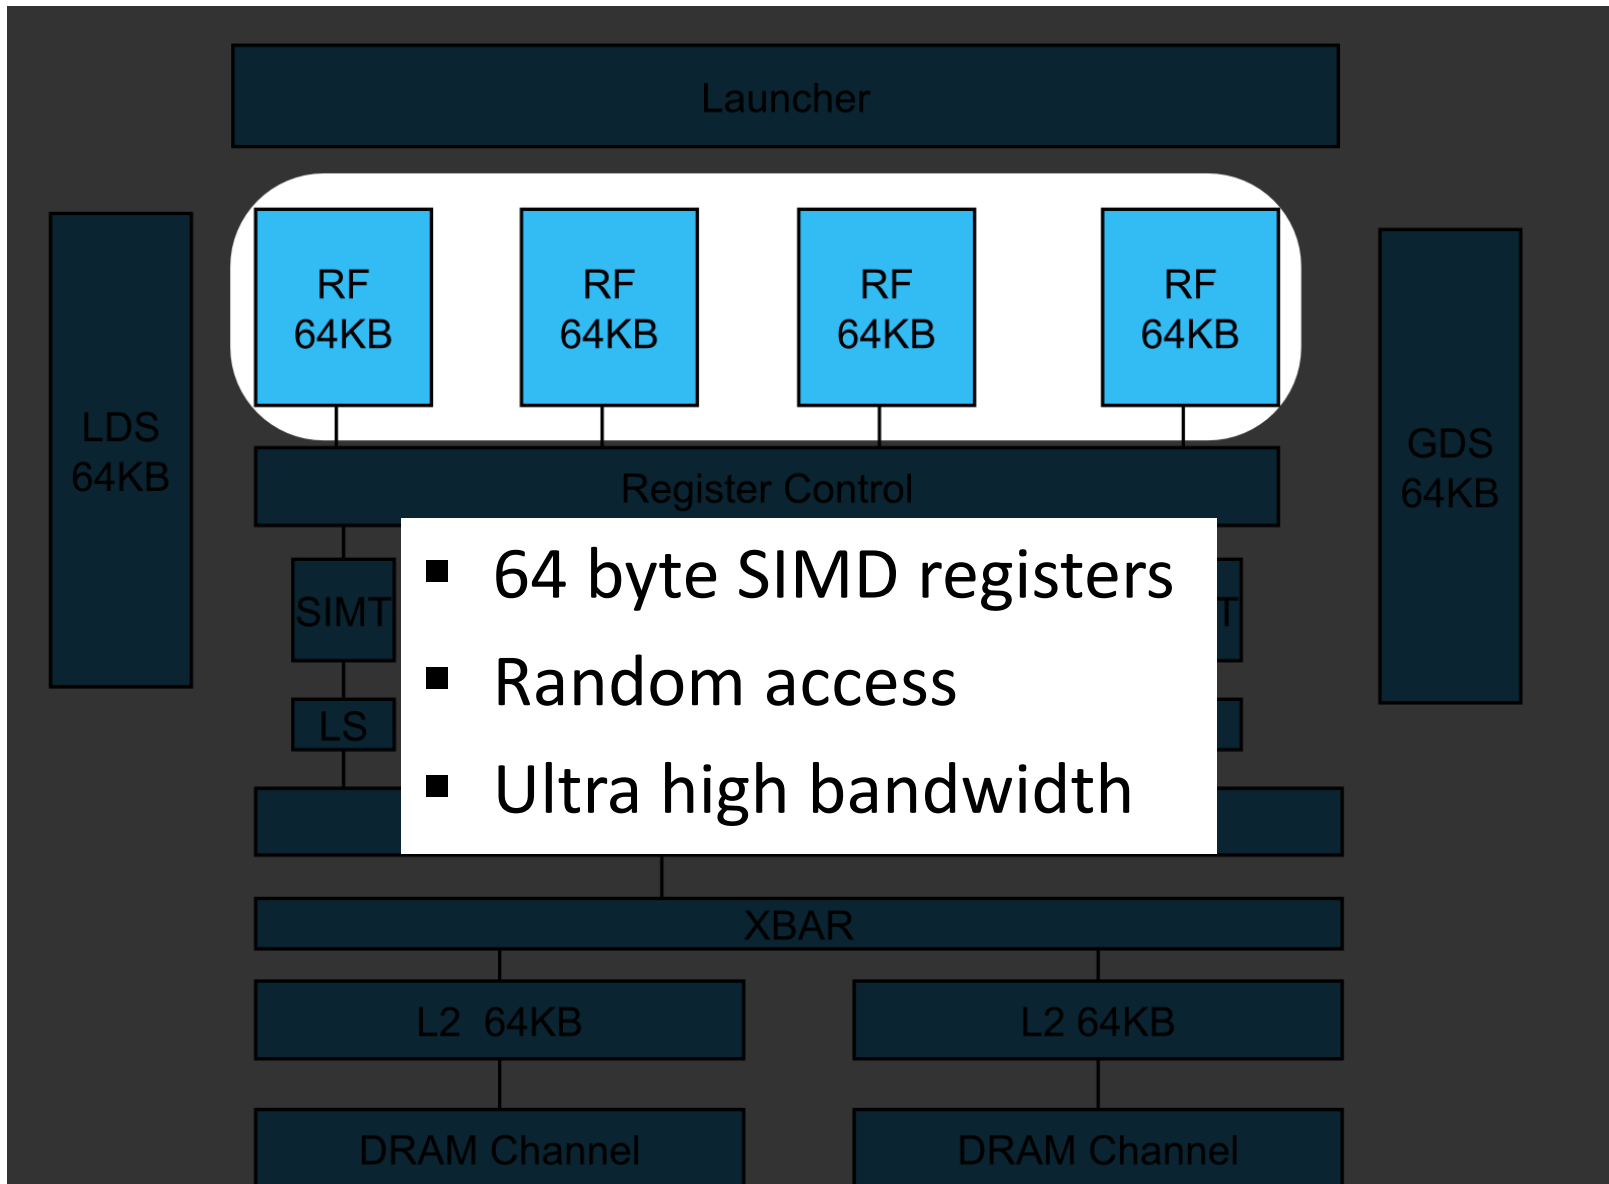 Launcher
RF
64KB
RF
64KB
RF
64KB
RF
64KB
LDS
64KB
GDS
64KB
Register Control
SIMT
T
LS
▪ 64 byte SIMD registers
▪ Random access
▪ Ultra high bandwidth
XBAR
L2 64KB
L2 64KB
DRAM Channel
DRAM Channel